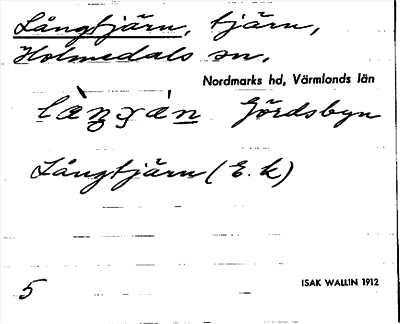 Långtjärn, tjärn,
Holmedals sn.
Nordmarks hd, Värmlands län
Gördsbyn
Långtjärn (E. k)
5
ISAK WALLIN 1912